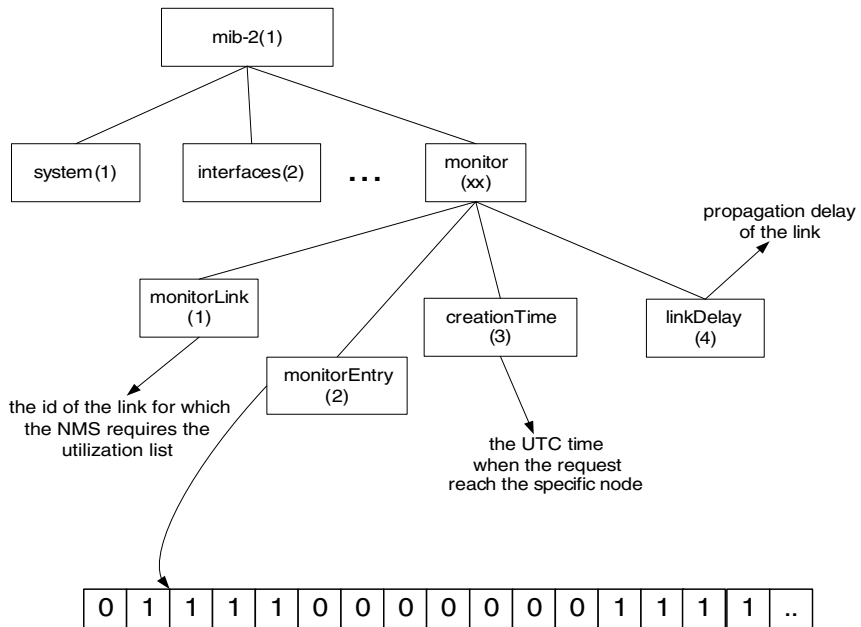 mib-2(1)
system(1)
interfaces(2)
...
monitor
(xx)
propagation delay
of the link
monitorLink
(1)
creationTime
(3)
linkDelay
(4)
monitorEntry
(2)
the id of the link for which
the NMS requires the
utilization list
the UTC time
when the request
reach the specific node
0 1 1 1 1 0 0 0 0 0 0 0 0 1 1 1 1 ..